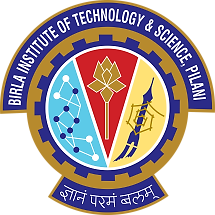 BIRLA INSTITUTE OF TECHNOLOGY & SCIENCE, PILANI
ज्ञानं परमं बलम्